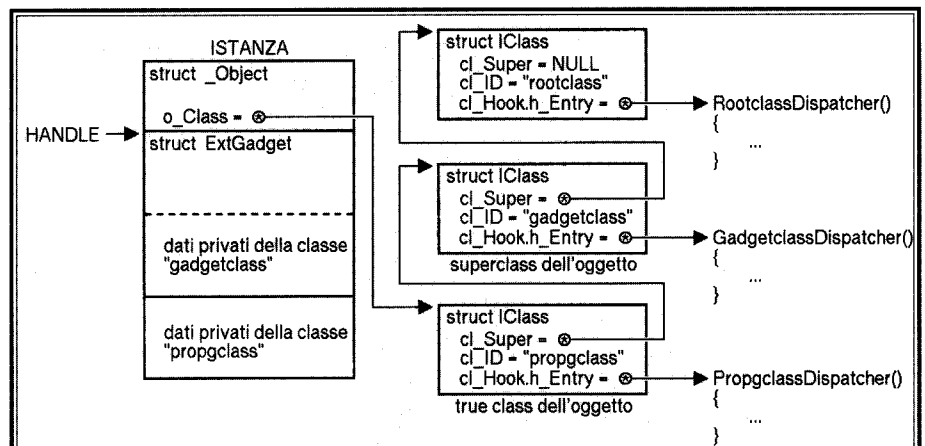 ISTANZA
struct _Object
o_Class =
HANDLE
struct ExtGadget
dati privati della classe
"gadgetclass"
dati privati della classe
"propgclass"
struct IClass
cl_Super = NULL
cl_ID = "rootclass"
cl_Hook.h_Entry =
RootclassDispatcher()
{
...
}
struct IClass
cl_Super =
cl_ID = "gadgetclass"
cl_Hook.h_Entry =
superclass dell'oggetto
GadgetclassDispatcher()
{
...
}
struct IClass
cl_Super =
cl_ID = "propgclass"
cl_Hook.h_Entry =
true class dell'oggetto
PropgclassDispatcher()
{
...
}